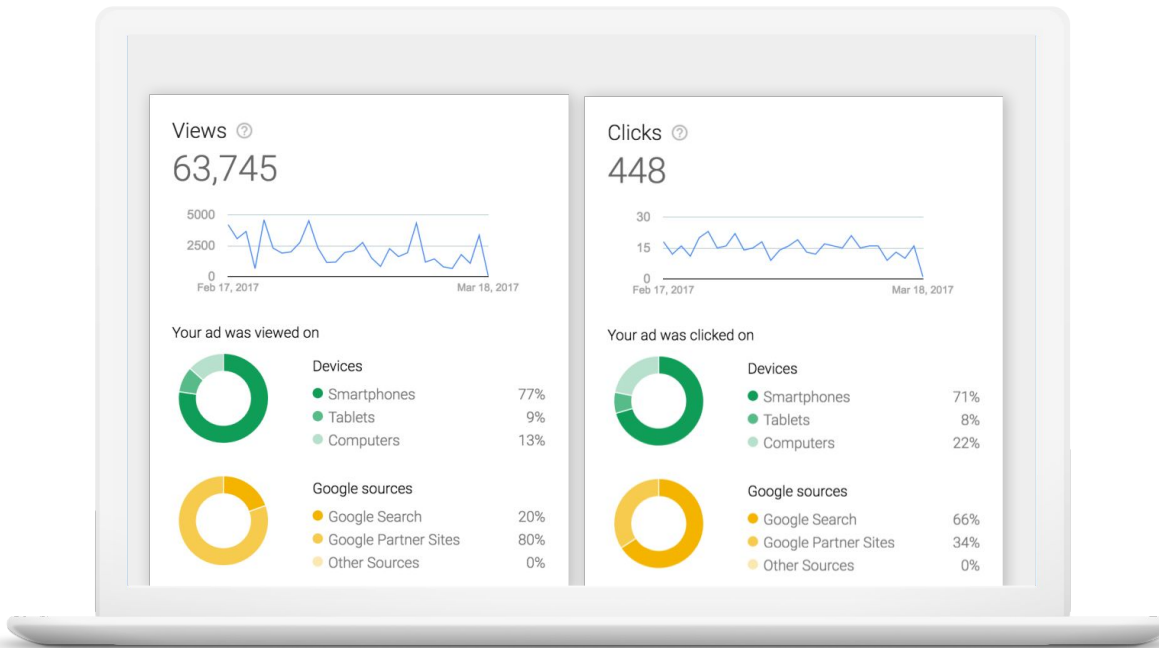 Views ?
63,745
5000
2500
0
Feb 17, 2017 Mar 18, 2017
Your ad was viewed on
Devices
Smartphones 77%
Tablets 9%
Computers 13%
Google sources
Google Search 20%
Google Partner Sites 80%
Other Sources 0%
Clicks ?
448
30
15
0
Feb 17, 2017 Mar 18, 2017
Your ad was clicked on
Devices
Smartphones 71%
Tablets 8%
Computers 22%
Google sources
Google Search 66%
Google Partner Sites 34%
Other Sources 0%